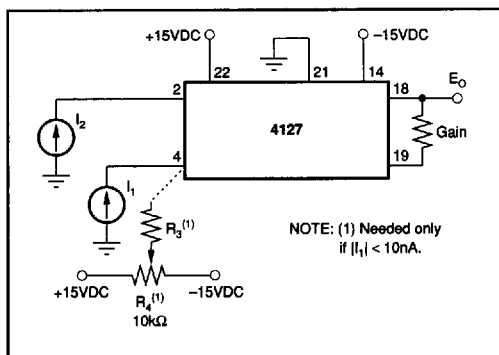 +15VDC
−15VDC
22
21
14
2
18
E_O
I_2
4127
Gain
4
19
I_1
R_3^(1)
NOTE: (1) Needed only
if |I_1| < 10nA.
+15VDC
−15VDC
R_4^(1)
10kΩ